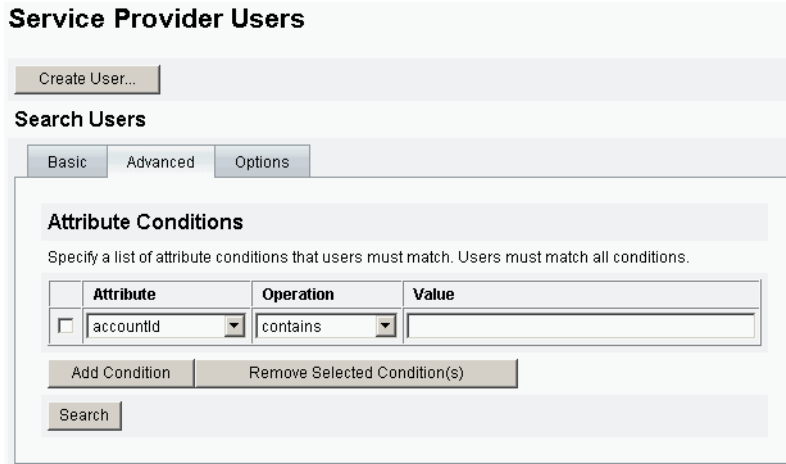 Service Provider Users
Create User...
Search Users
Basic Advanced Options
Attribute Conditions
Specify a list of attribute conditions that users must match. Users must match all conditions.
Attribute Operation Value
accountId contains
Add Condition Remove Selected Condition(s)
Search